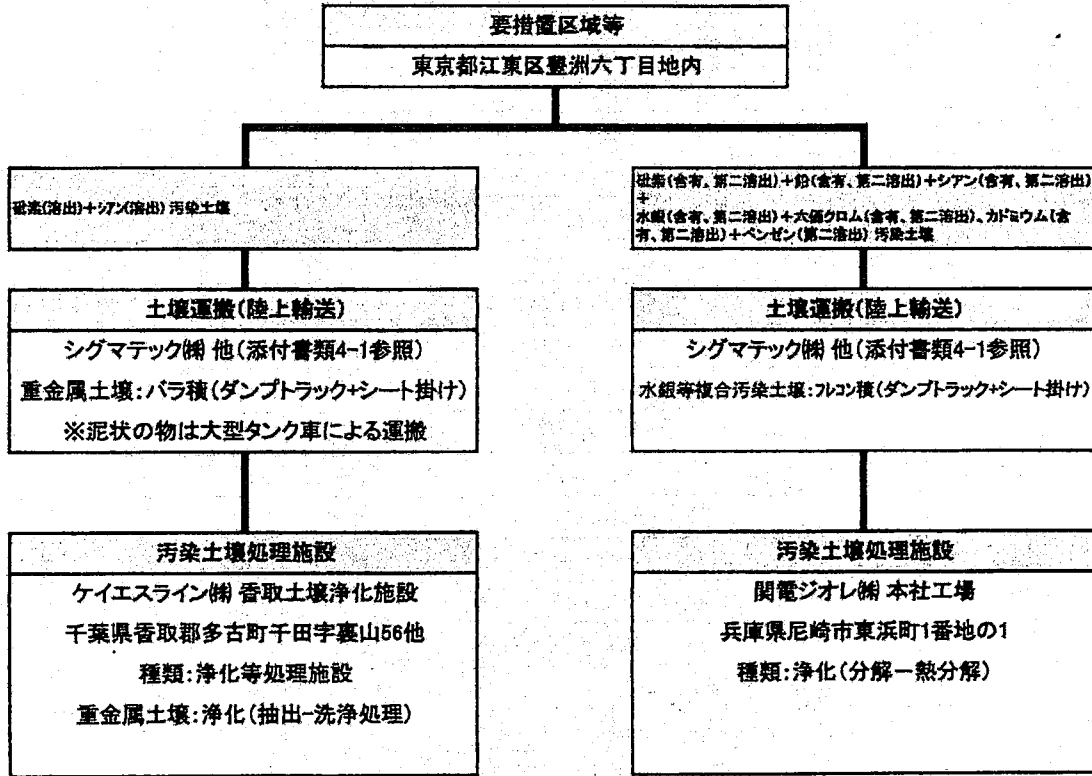 要措置区域等
東京都江東区豊洲六丁目地内
砒素(溶出)+シアン(溶出) 汚染土壌
砒素(含有、第二溶出)+鉛(含有、第二溶出)+シアン(含有、第二溶出)
+
水銀(含有、第二溶出)+六価クロム(含有、第二溶出)、カドミウム(含
有、第二溶出)+ベンゼン(第二溶出) 汚染土壌
土壌運搬(陸上輸送)
シグマテック㈱ 他(添付書類4-1参照)
重金属土壌:バラ積(ダンプトラック+シート掛け)
※泥状の物は大型タンク車による運搬
土壌運搬(陸上輸送)
シグマテック㈱ 他(添付書類4-1参照)
水銀等複合汚染土壌:フレコン積(ダンプトラック+シート掛け)
汚染土壌処理施設
ケイエスライン㈱ 香取土壌浄化施設
千葉県香取郡多古町千田字裏山56他
種類:浄化等処理施設
重金属土壌:浄化(抽出-洗浄処理)
汚染土壌処理施設
関電ジオレ㈱ 本社工場
兵庫県尼崎市東浜町1番地の1
種類:浄化(分解ー熱分解)